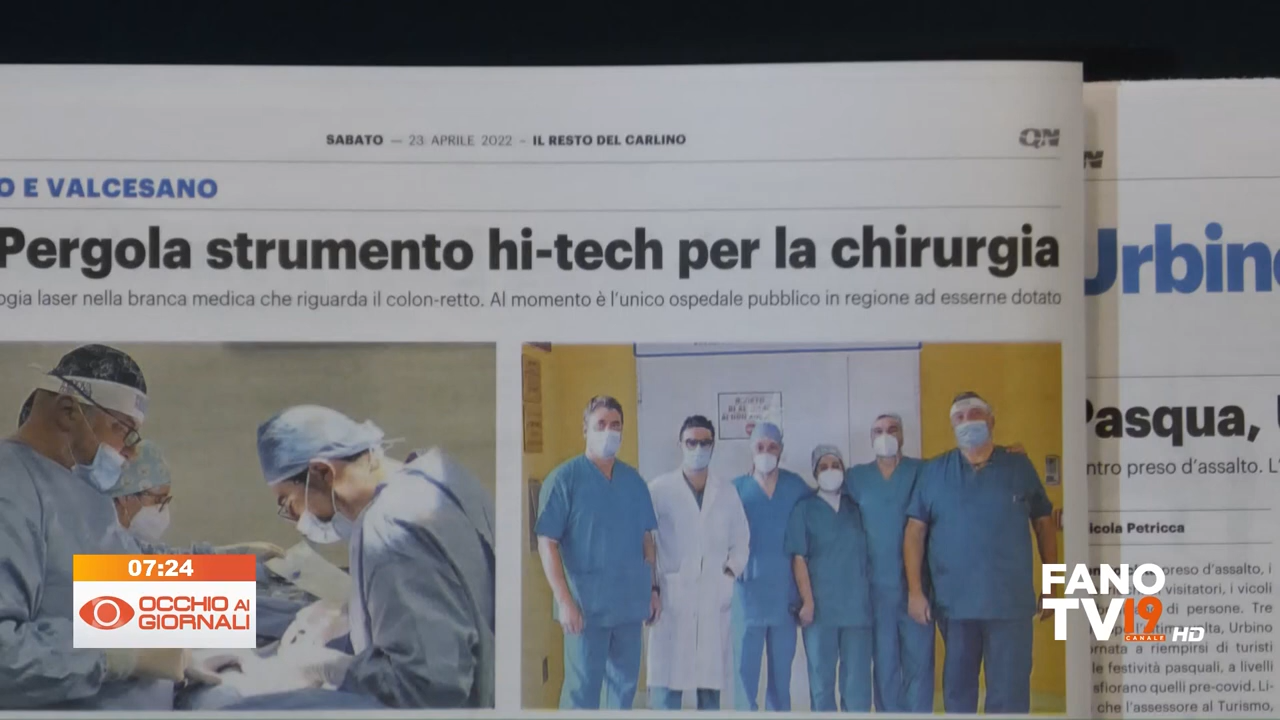 SABATO — 23 APRILE 2022 – IL RESTO DEL CARLINO
QN
O E VALCESANO
Pergola strumento hi-tech per la chirurgia
ogia laser nella branca medica che riguarda il colon-retto. Al momento è l'unico ospedale pubblico in regione ad esserne dotato
N
Urbino
Pasqua,
ntro preso d'assalto. L'
icola Petricca
preso d'assalto, i
visitatori, i vicoli
di persone. Tre
Urbino
rnata a riempirsi di turisti
le festività pasquali, a livelli
sfiorano quelli pre-covid. Li-
che l'assessore al Turismo,
07:24
OCCHIO AI
GIORNALI
FANO
TV19
CANALE
HD